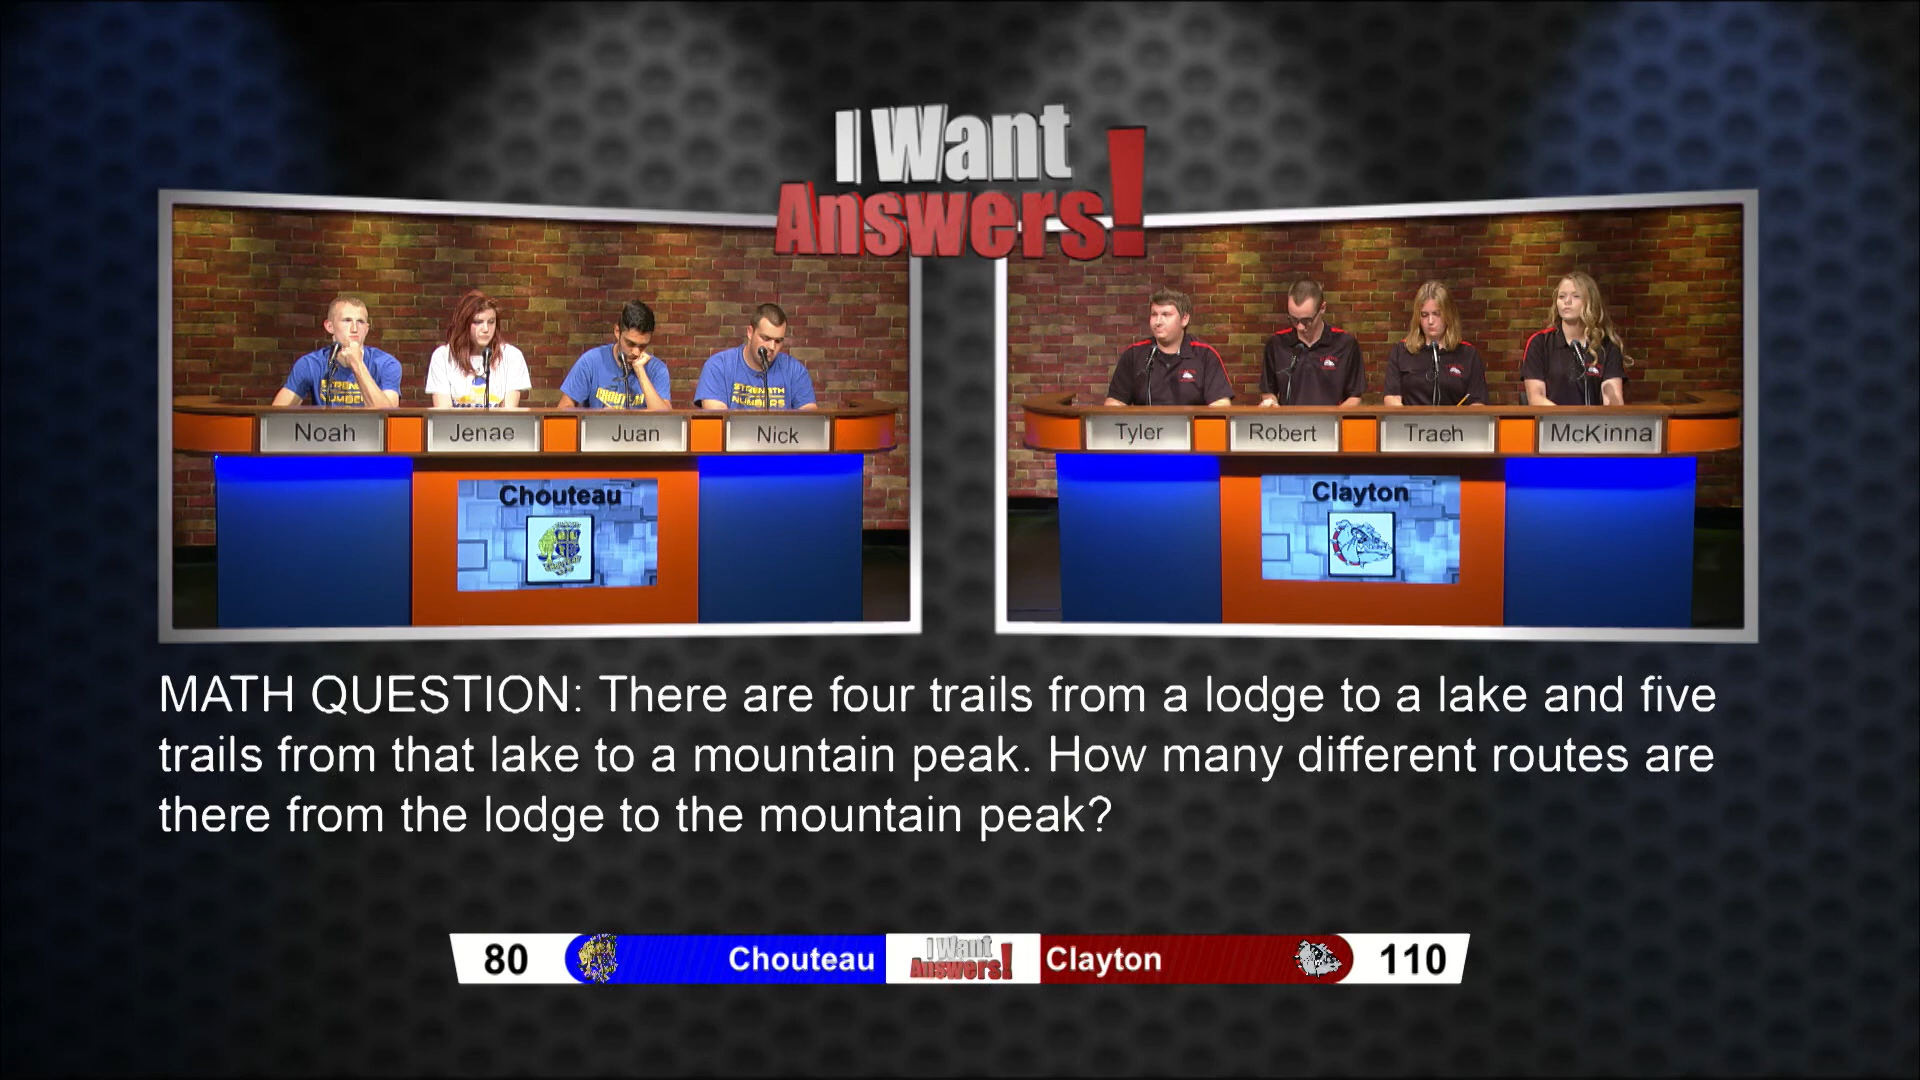 I Want
Answers!
Noah
Jenae
Juan
Nick
Chouteau
Tyler
Robert
Traeh
McKinna
Clayton
MATH QUESTION: There are four trails from a lodge to a lake and five
trails from that lake to a mountain peak. How many different routes are
there from the lodge to the mountain peak?
80
Chouteau
I Want
Answers!
Clayton
110